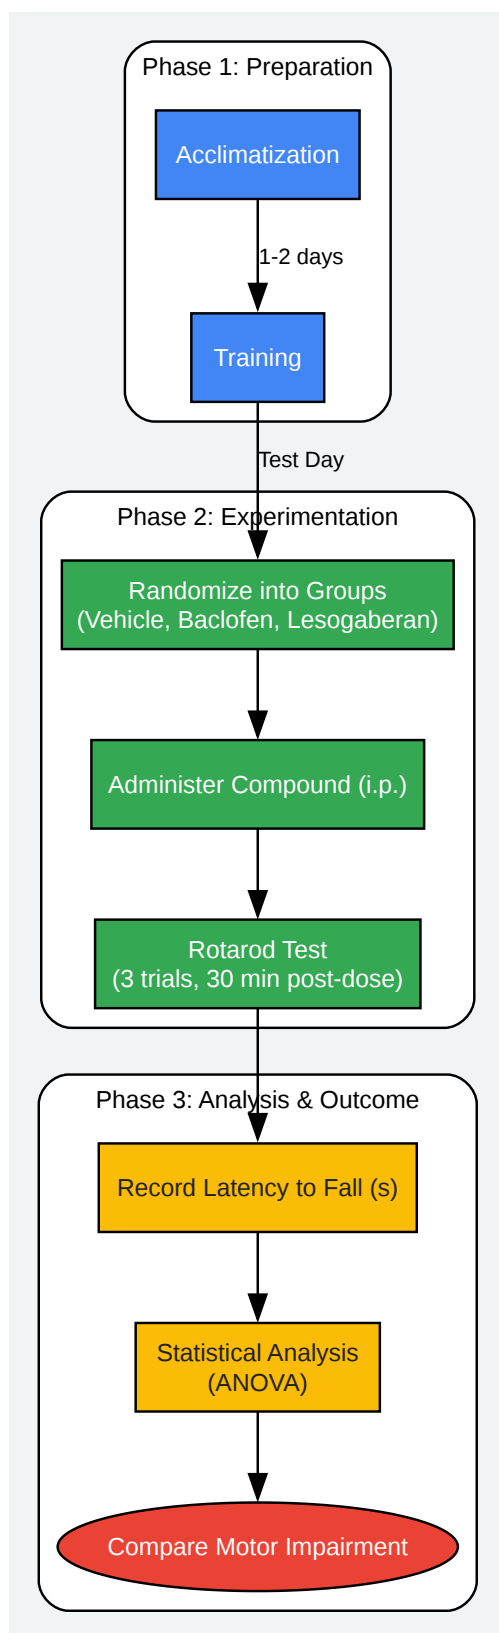 Phase 1: Preparation
Acclimatization
1-2 days
Training
Test Day
Phase 2: Experimentation
Randomize into Groups
(Vehicle, Baclofen, Lesogaberan)
Administer Compound (i.p.)
Rotarod Test
(3 trials, 30 min post-dose)
Phase 3: Analysis & Outcome
Record Latency to Fall (s)
Statistical Analysis
(ANOVA)
Compare Motor Impairment